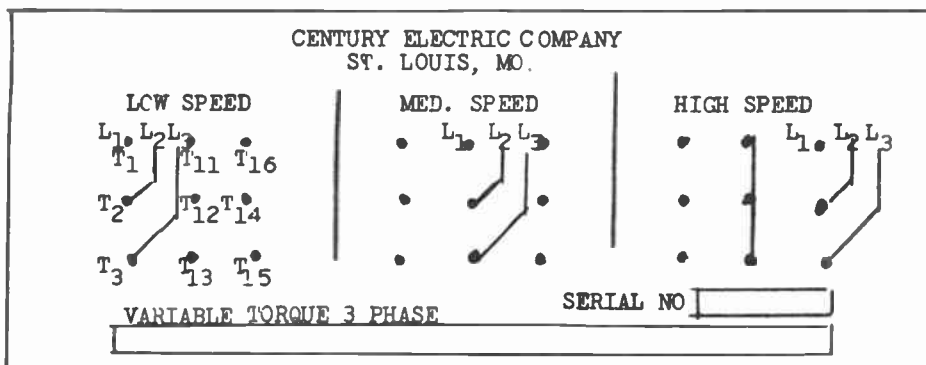 CENTURY ELECTRIC COMPANY
ST. LOUIS, MO.
LOW SPEED MED. SPEED HIGH SPEED
L1 L2 L3 L1 L2 L3 L1 L2 L3
T1 T11 T16
T2 T12 T14
T3 T13 T15
SERIAL NO
VARIABLE TORQUE 3 PHASE